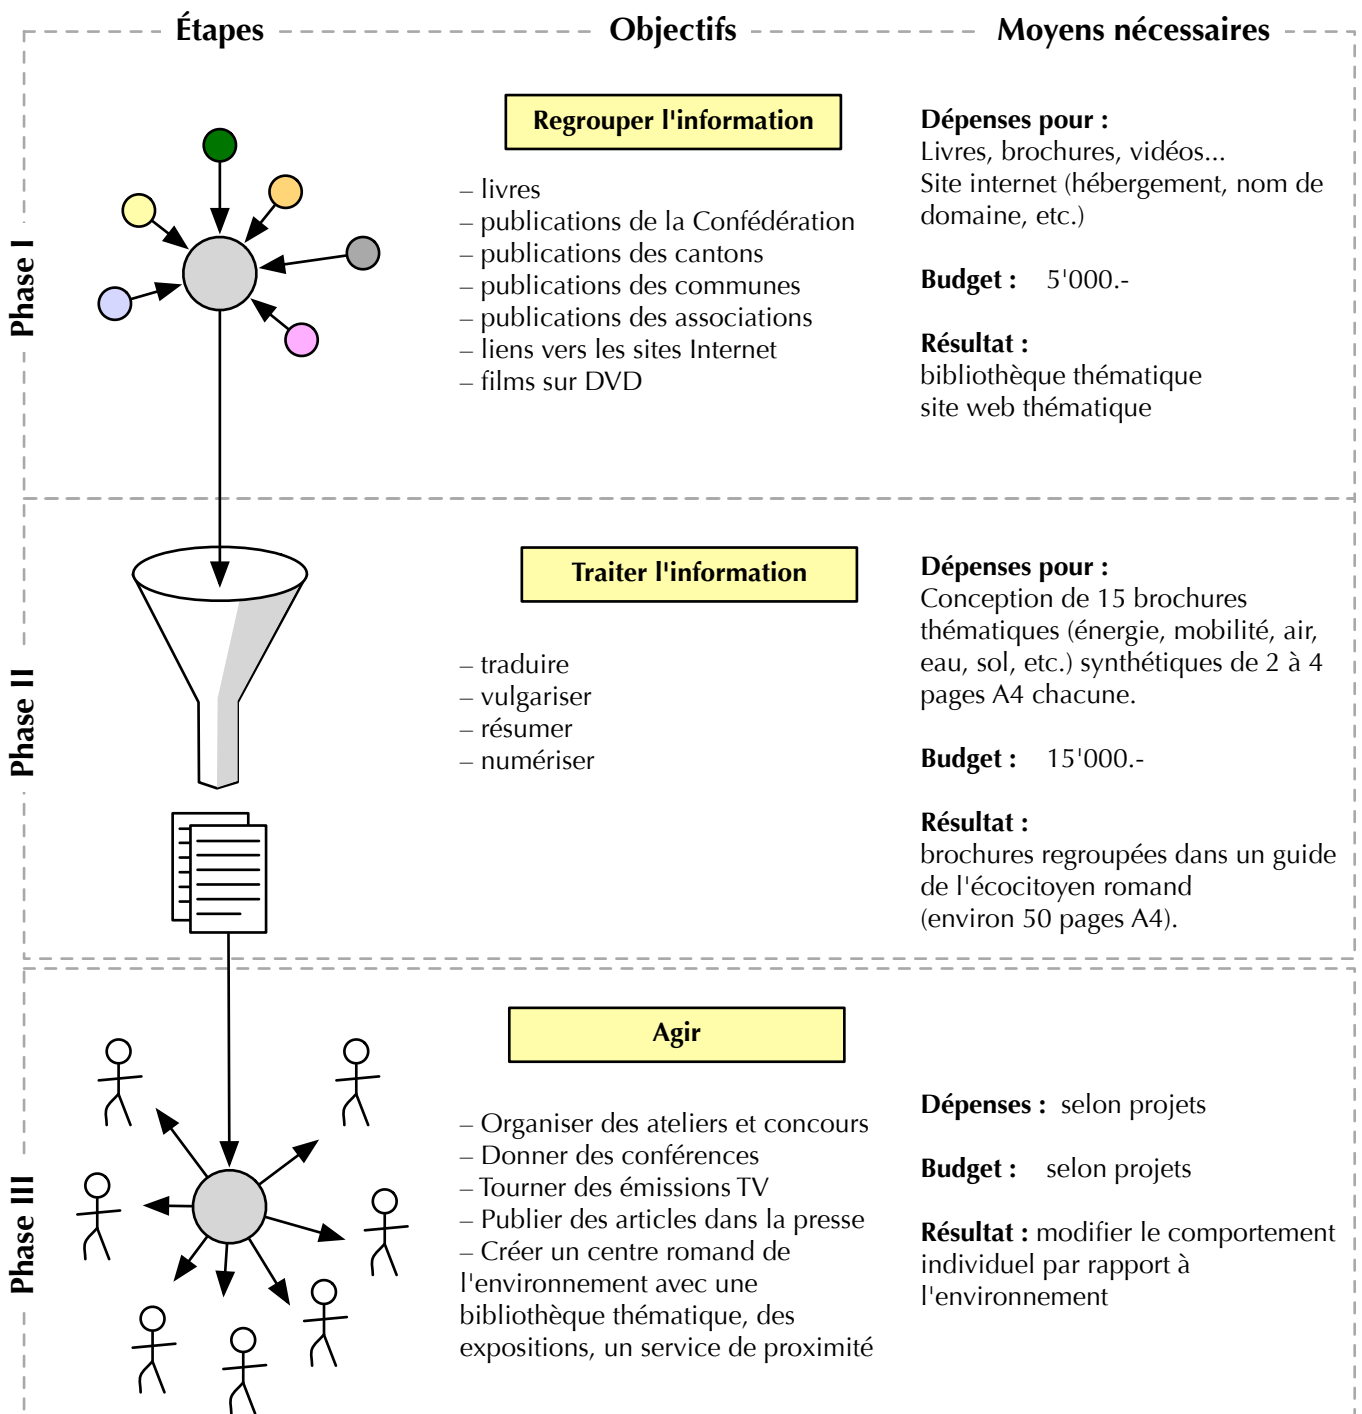 Étapes
Objectifs
Moyens nécessaires
Phase I
Regrouper l'information
– livres
– publications de la Confédération
– publications des cantons
– publications des communes
– publications des associations
– liens vers les sites Internet
– films sur DVD
Dépenses pour :
Livres, brochures, vidéos...
Site internet (hébergement, nom de
domaine, etc.)
Budget : 5'000.-
Résultat :
bibliothèque thématique
site web thématique
Phase II
Traiter l'information
– traduire
– vulgariser
– résumer
– numériser
Dépenses pour :
Conception de 15 brochures
thématiques (énergie, mobilité, air,
eau, sol, etc.) synthétiques de 2 à 4
pages A4 chacune.
Budget : 15'000.-
Résultat :
brochures regroupées dans un guide
de l'écocitoyen romand
(environ 50 pages A4).
Phase III
Agir
– Organiser des ateliers et concours
– Donner des conférences
– Tourner des émissions TV
– Publier des articles dans la presse
– Créer un centre romand de
l'environnement avec une
bibliothèque thématique, des
expositions, un service de proximité
Dépenses : selon projets
Budget : selon projets
Résultat : modifier le comportement
individuel par rapport à
l'environnement